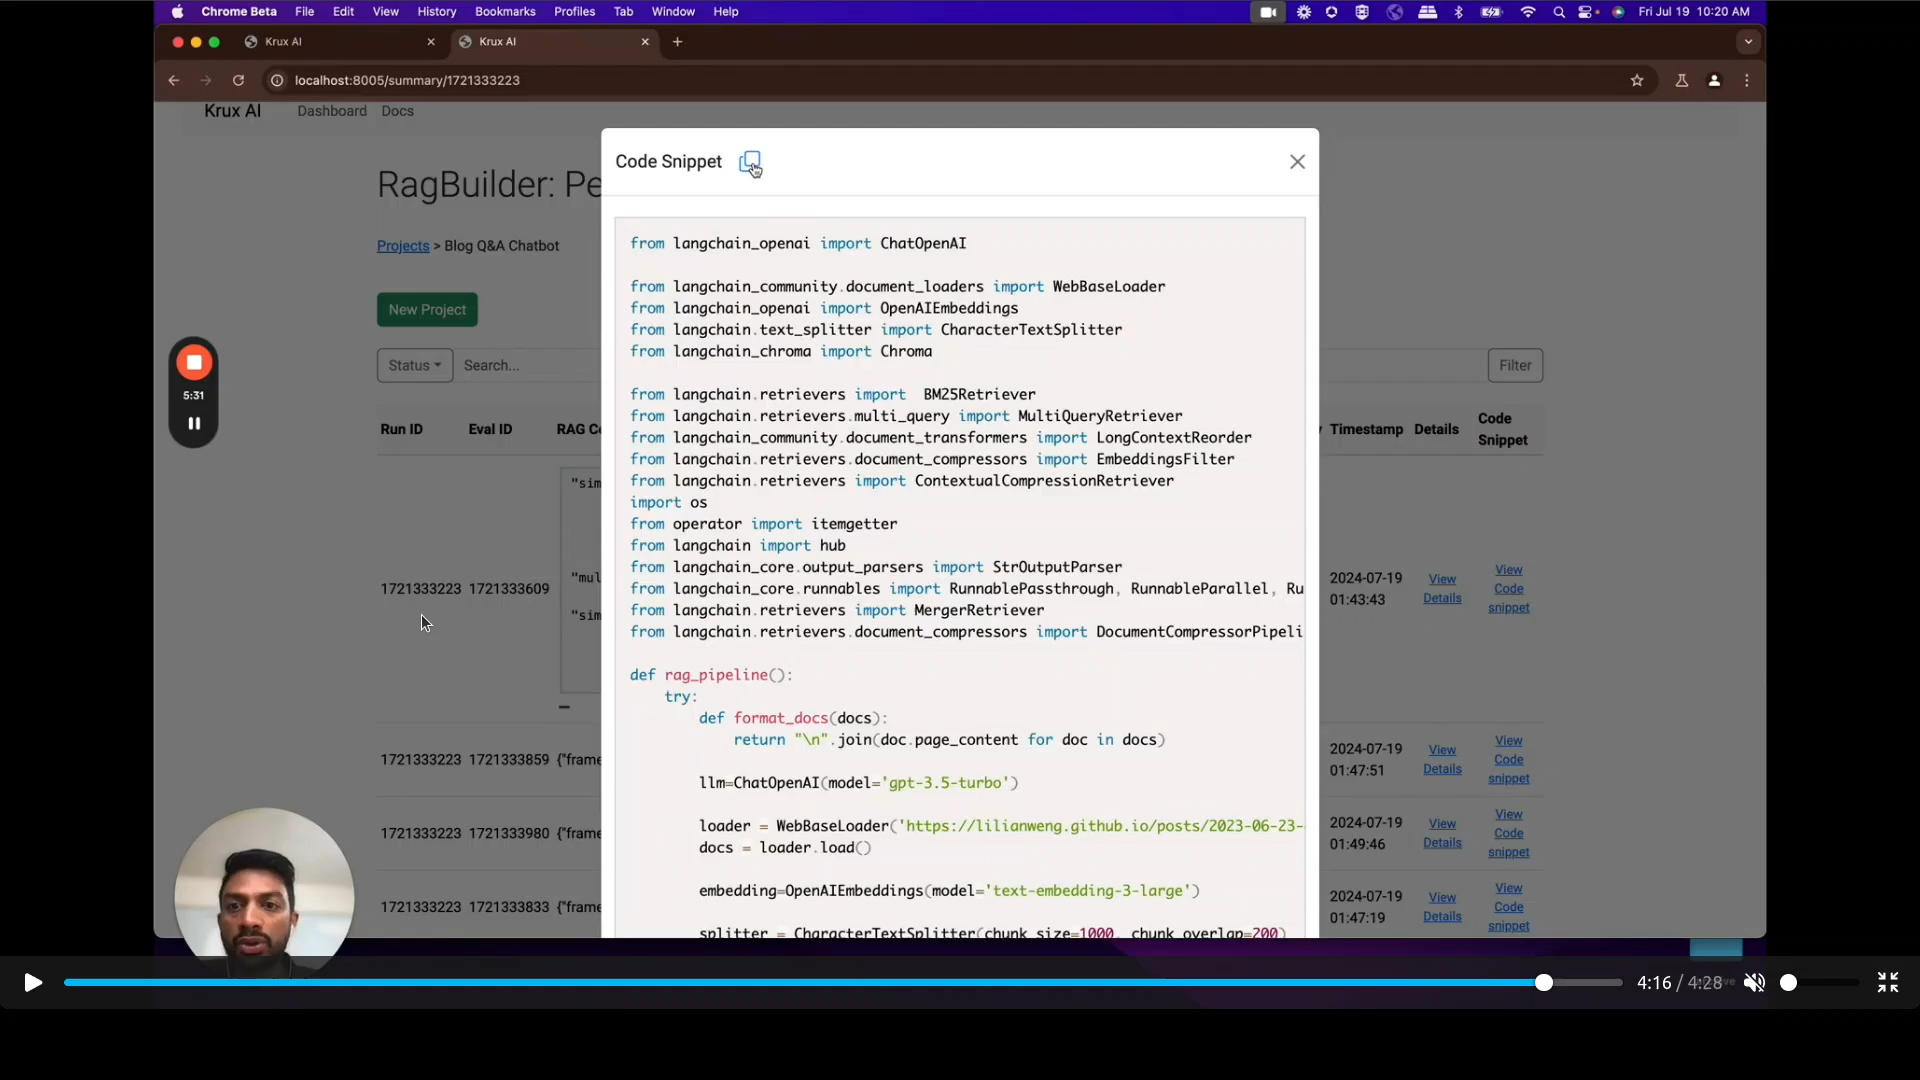 Chrome Beta File Edit View History Bookmarks Profiles Tab Window Help Fri Jul 19 10:20 AM
Krux AI
Krux AI
localhost:8005/summary/1721333223
Krux AI Dashboard Docs
Code Snippet
RagBuilder: Pe
Projects > Blog Q&A Chatbot
New Project
Status Search... Filter
5:31
Run ID Eval ID RAG Co Timestamp Details Code Snippet
"sim
"mul
"sim
1721333223 1721333609 2024-07-19 01:43:43 View Details View Code snippet
1721333223 1721333859 {"frame 2024-07-19 01:47:51 View Details View Code snippet
1721333223 1721333980 {"frame 2024-07-19 01:49:46 View Details View Code snippet
1721333223 1721333833 {"frame 2024-07-19 01:47:19 View Details View Code snippet
from langchain_openai import ChatOpenAI
from langchain_community.document_loaders import WebBaseLoader
from langchain_openai import OpenAIEmbeddings
from langchain.text_splitter import CharacterTextSplitter
from langchain_chroma import Chroma
from langchain.retrievers import  BM25Retriever
from langchain.retrievers.multi_query import MultiQueryRetriever
from langchain_community.document_transformers import LongContextReorder
from langchain.retrievers.document_compressors import EmbeddingsFilter
from langchain.retrievers import ContextualCompressionRetriever
import os
from operator import itemgetter
from langchain import hub
from langchain_core.output_parsers import StrOutputParser
from langchain_core.runnables import RunnablePassthrough, RunnableParallel, Ru
from langchain.retrievers import MergerRetriever
from langchain.retrievers.document_compressors import DocumentCompressorPipeli
def rag_pipeline():
try:
def format_docs(docs):
return "\n".join(doc.page_content for doc in docs)
llm=ChatOpenAI(model='gpt-3.5-turbo')
loader = WebBaseLoader('https://lilianweng.github.io/posts/2023-06-23-
docs = loader.load()
embedding=OpenAIEmbeddings(model='text-embedding-3-large')
splitter = CharacterTextSplitter(chunk_size=1000, chunk_overlap=200)
4:16 / 4:28